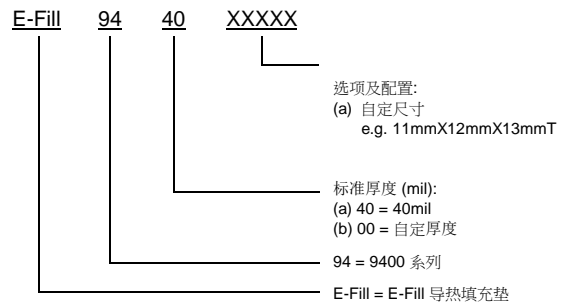 E-Fill 94 40 XXXXX
选项及配置:
(a) 自定尺寸
e.g. 11mmX12mmX13mmT
标准厚度 (mil):
(a) 40 = 40mil
(b) 00 = 自定厚度
94 = 9400 系列
E-Fill = E-Fill 导热填充垫